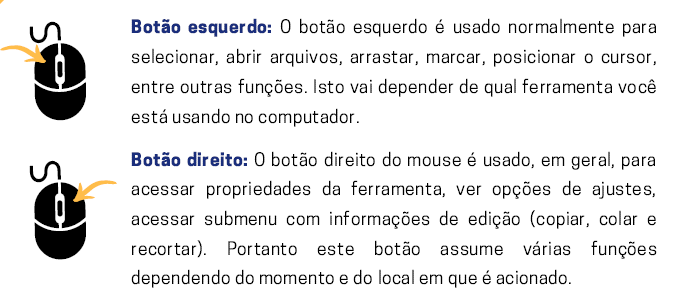 Botão esquerdo: O botão esquerdo é usado normalmente para
selecionar, abrir arquivos, arrastar, marcar, posicionar o cursor,
entre outras funções. Isto vai depender de qual ferramenta você
está usando no computador.
Botão direito: O botão direito do mouse é usado, em geral, para
acessar propriedades da ferramenta, ver opções de ajustes,
acessar submenu com informações de edição (copiar, colar e
recortar). Portanto este botão assume várias funções
dependendo do momento e do local em que é acionado.